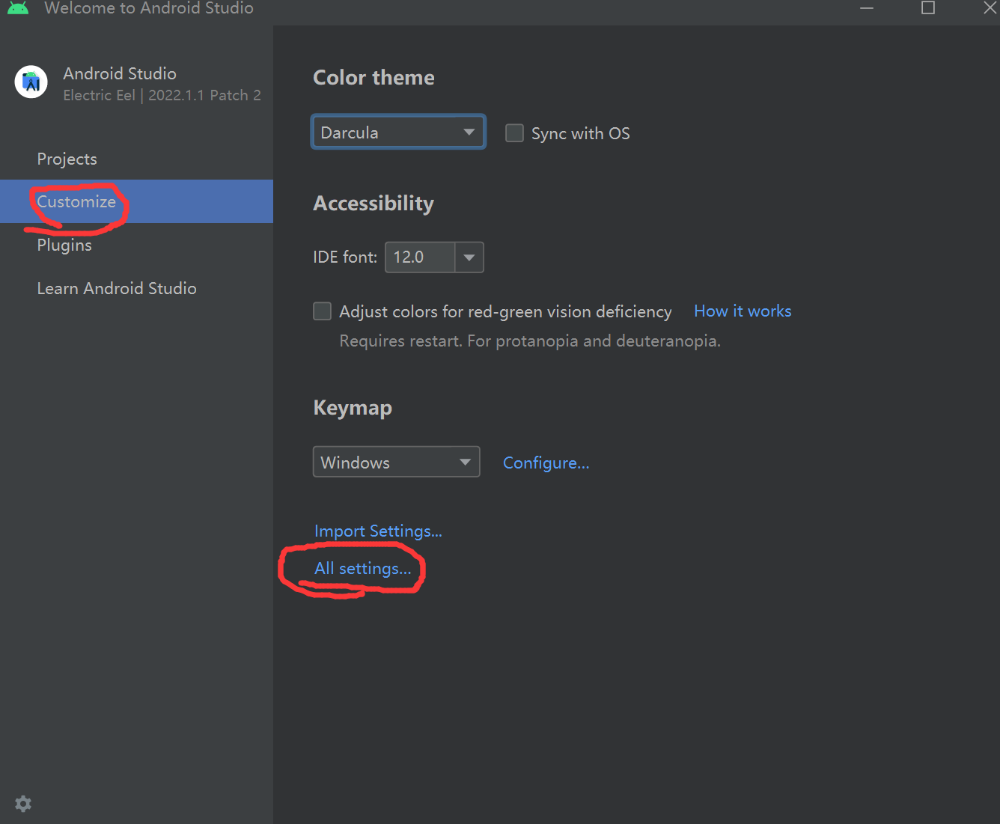 Welcome to Android Studio
Android Studio
Electric Eel | 2022.1.1 Patch 2
Projects
Customize
Plugins
Learn Android Studio
Color theme
Darcula
Sync with OS
Accessibility
IDE font: 12.0
Adjust colors for red-green vision deficiency How it works
Requires restart. For protanopia and deuteranopia.
Keymap
Windows
Configure...
Import Settings...
All settings...